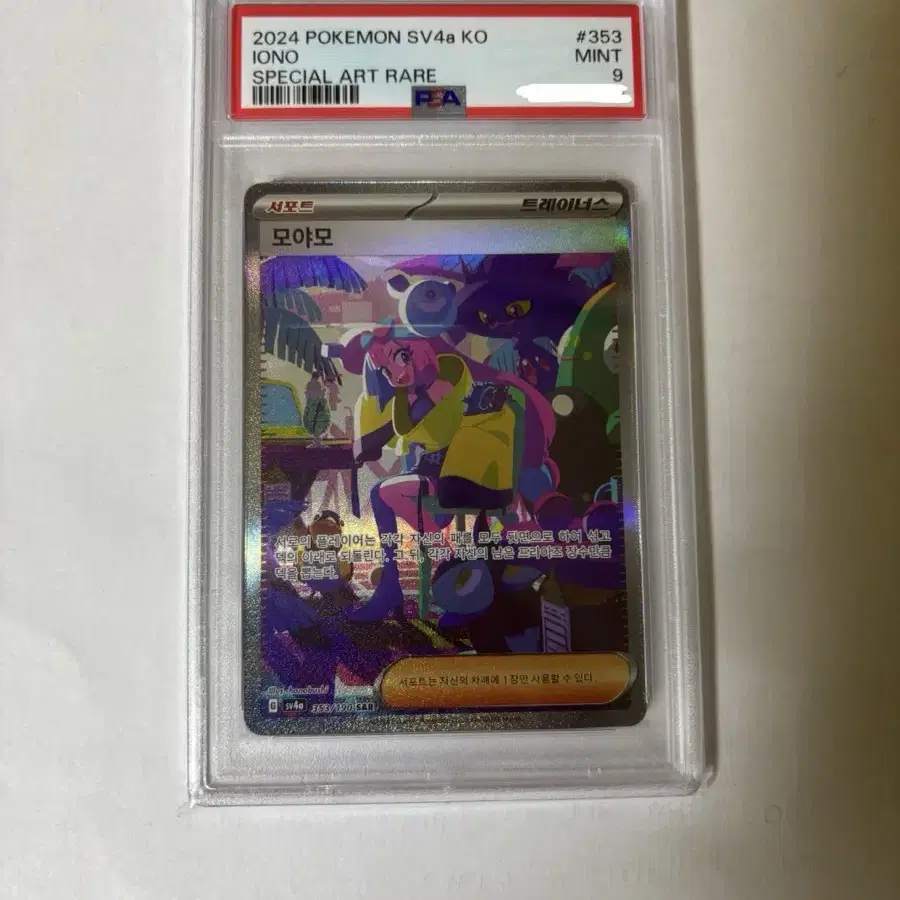 2024 POKEMON SV4a KO #353
IONO MINT
SPECIAL ART RARE 9
PSA
서포트 트레이너스
모야모
서로의 플레이어는 각각 자신의 패를 모두 뒷면으로 하여 섞고
덱의 아래로 되돌린다. 그 뒤, 각각 자신의 남은 프라이즈 장수만큼
덱을 뽑는다.
서포트는 자신의 차례에 1장만 사용할 수 있다.
Illus. hanabushi
G SV4a 353/190 SAR